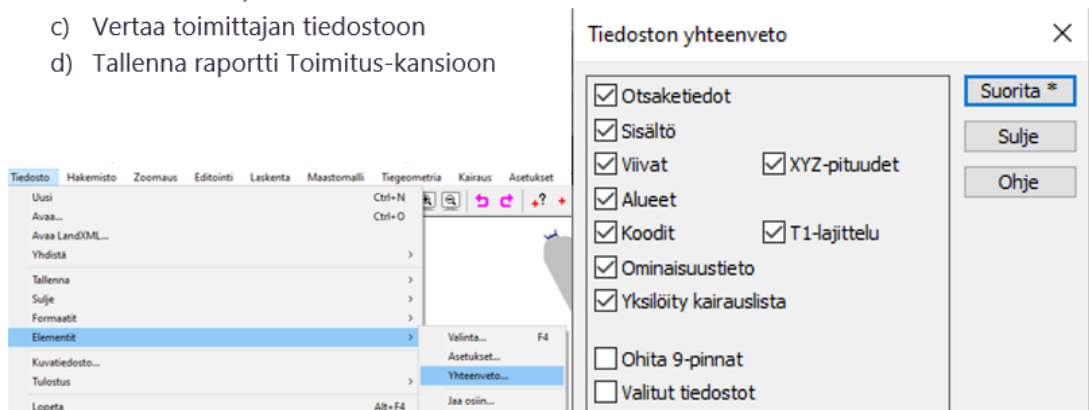 c) Vertaa toimittajan tiedostoon
d) Tallenna raportti Toimitus-kansioon
Tiedosto Hakemisto Zoomaus Editointi Laskenta Maastomalli Tiegeometria Kairaus Asetukset
Uusi Ctrl+N
Avaa... Ctrl+O
Avaa LandXML...
Yhdistä >
Tallenna >
Sulje >
Formaatit >
Elementit >
Kuvatiedosto...
Tulostus >
Lopeta Alt+F4
Valinta... F4
Asetukset...
Yhteenveto...
Jaa osiin...
Tiedoston yhteenveto
Otsaketiedot
Sisältö
Viivat XYZ-pituudet
Alueet
Koodit T1-lajittelu
Ominaisuustieto
Yksilöity kairauslista
Ohita 9-pinnat
Valitut tiedostot
Suorita *
Sulje
Ohje